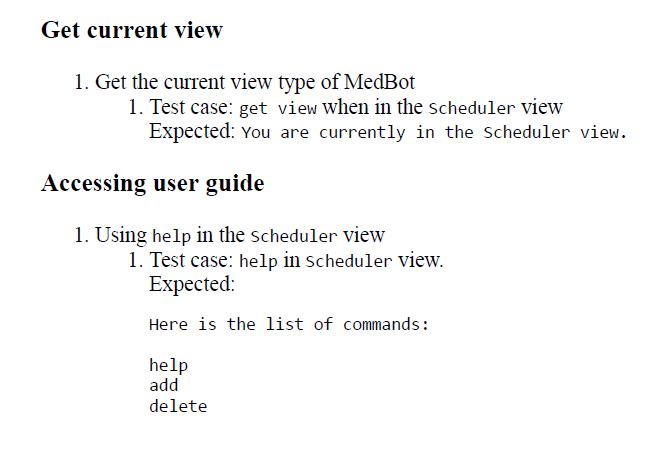 Get current view
1. Get the current view type of MedBot
1. Test case: get view when in the Scheduler view
Expected: You are currently in the Scheduler view.
Accessing user guide
1. Using help in the Scheduler view
1. Test case: help in Scheduler view.
Expected:
Here is the list of commands:
help
add
delete